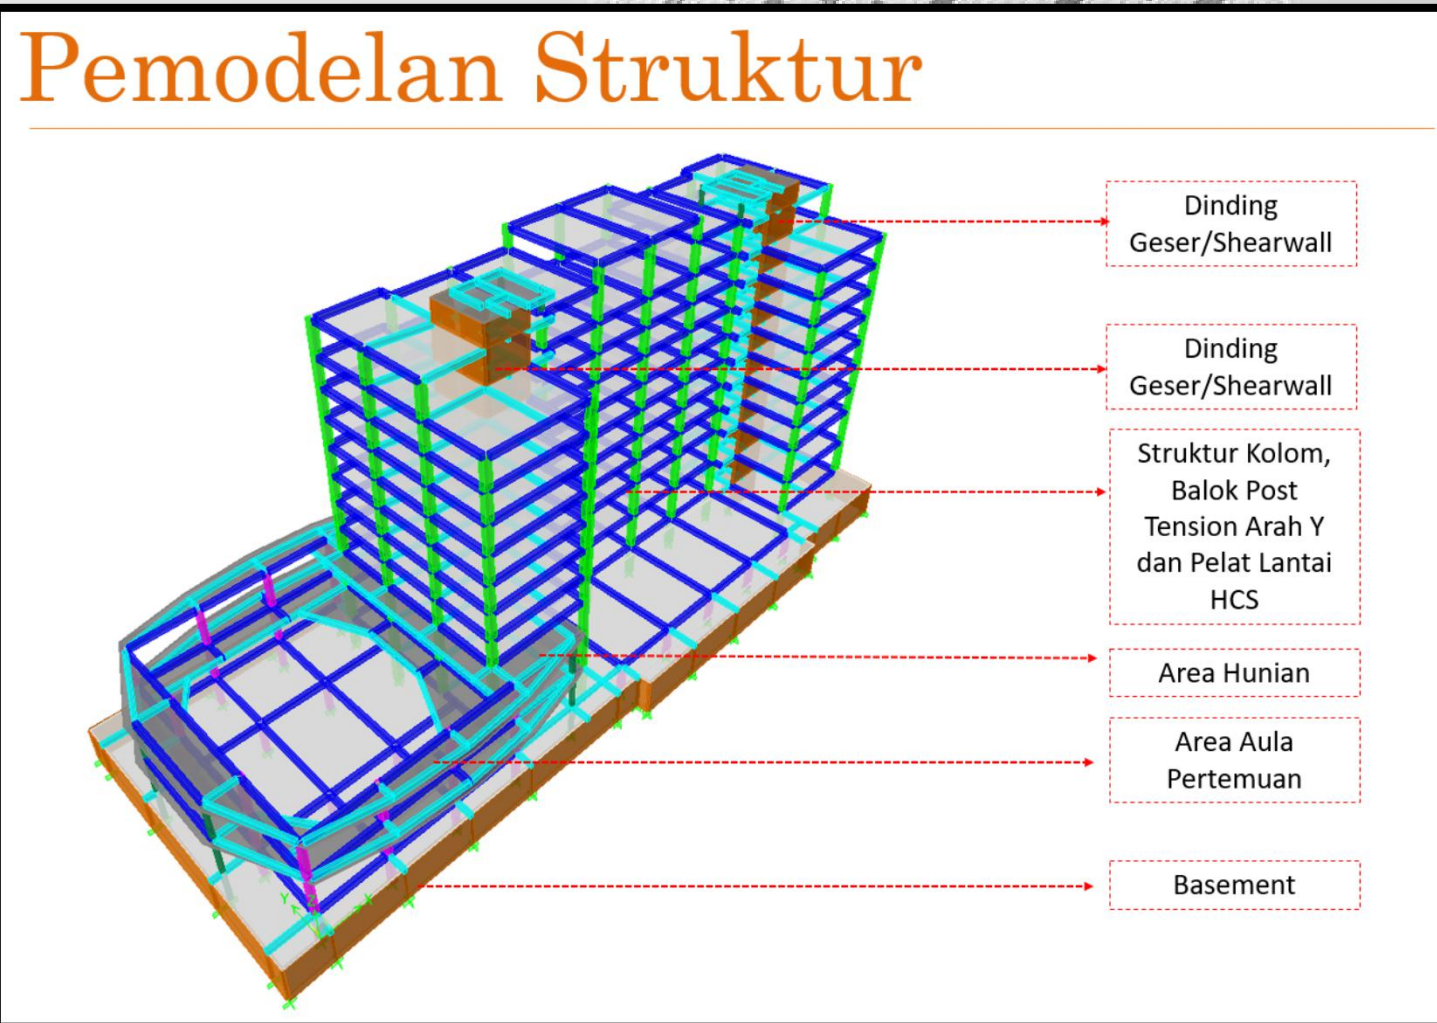 Pemodelan Struktur
Dinding
Geser/Shearwall
Dinding
Geser/Shearwall
Struktur Kolom,
Balok Post
Tension Arah Y
dan Pelat Lantai
HCS
Area Hunian
Area Aula
Pertemuan
Basement
Y
Z
X